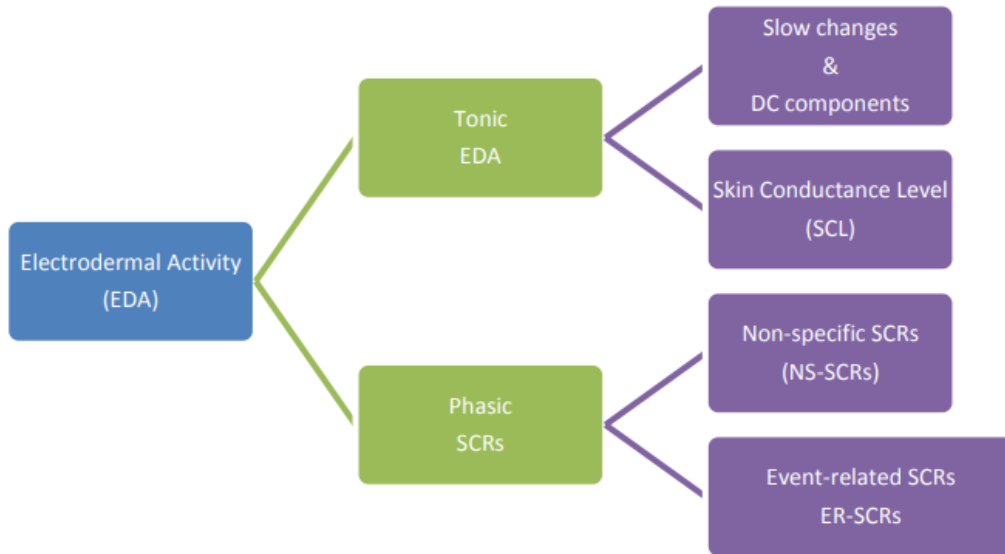 Electrodermal Activity
(EDA)
Tonic
EDA
Phasic
SCRs
Slow changes
&
DC components
Skin Conductance Level
(SCL)
Non-specific SCRs
(NS-SCRs)
Event-related SCRs
ER-SCRs